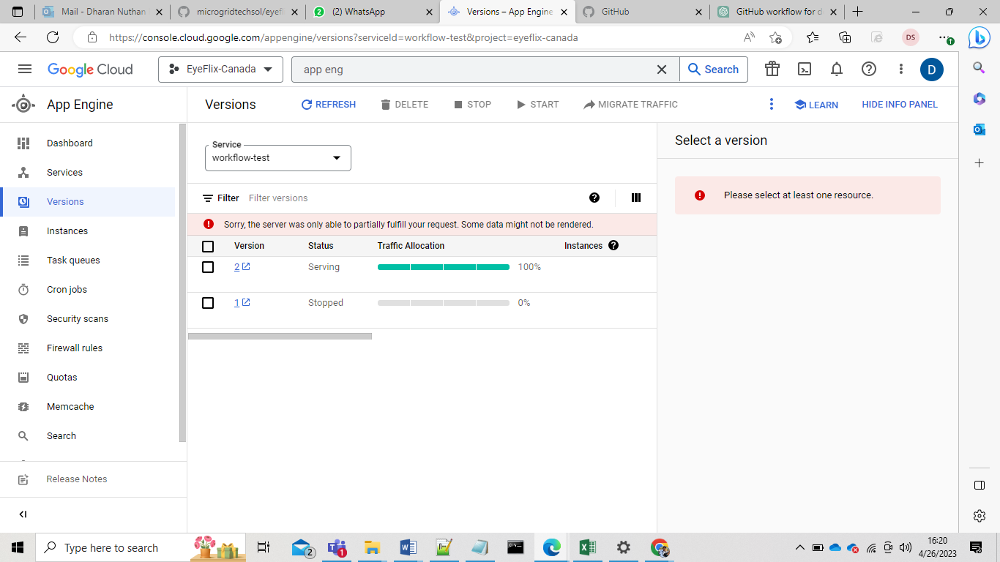 Mail - Dharan Nuthan
microgridtechsol/eyefl
(2) WhatsApp
Versions – App Engine
GitHub
GitHub workflow for d
https://console.cloud.google.com/appengine/versions?serviceId=workflow-test&project=eyeflix-canada
DS
Google Cloud
EyeFlix-Canada
app eng
Search
D
App Engine
Versions
REFRESH
DELETE
STOP
START
MIGRATE TRAFFIC
LEARN
HIDE INFO PANEL
Dashboard
Services
Versions
Instances
Task queues
Cron jobs
Security scans
Firewall rules
Quotas
Memcache
Search
Release Notes
Service
workflow-test
Filter Filter versions
Sorry, the server was only able to partially fulfill your request. Some data might not be rendered.
Version Status Traffic Allocation Instances
2 Serving 100%
1 Stopped 0%
Select a version
Please select at least one resource.
Type here to search
2
1
16:20
4/26/2023